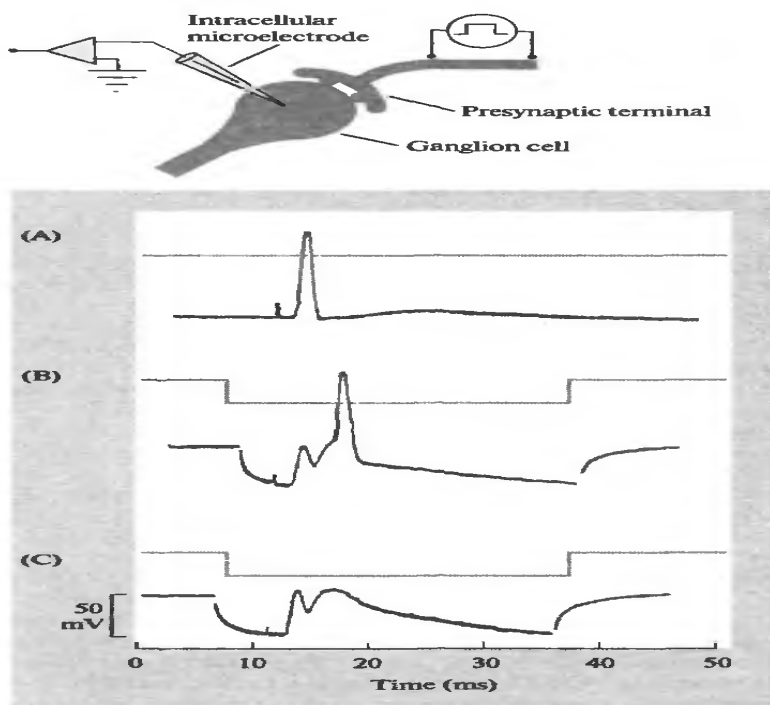 Intracellular
microelectrode
Presynaptic terminal
Ganglion cell
(A)
(B)
(C)
50
mV
0 10 20 30 40 50
Time (ms)